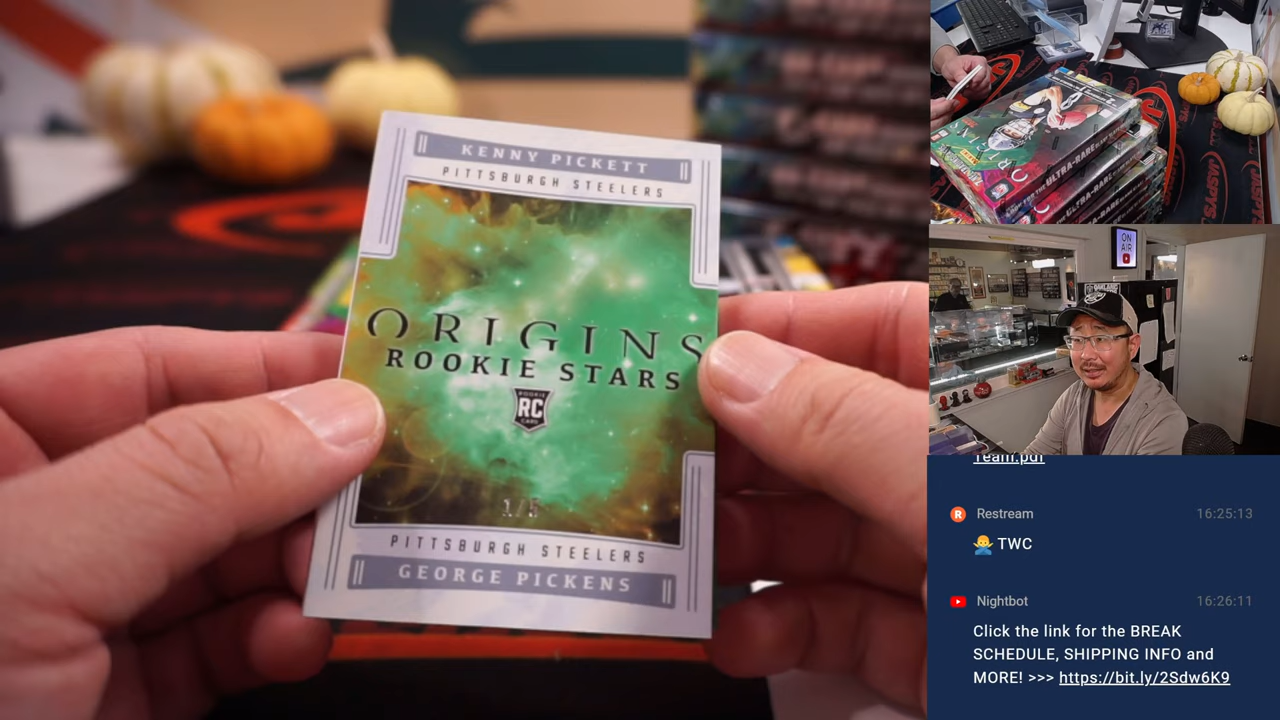 KENNY PICKETT
PITTSBURGH STEELERS
ORIGINS
ROOKIE STARS
ROOKIE
RC
CARD
1/5
PITTSBURGH STEELERS
GEORGE PICKENS
ON
AIR
Team.pdf
Restream 16:25:13
🙅‍♂️ TWC
Nightbot 16:26:11
Click the link for the BREAK
SCHEDULE, SHIPPING INFO and
MORE! >>> https://bit.ly/2Sdw6K9